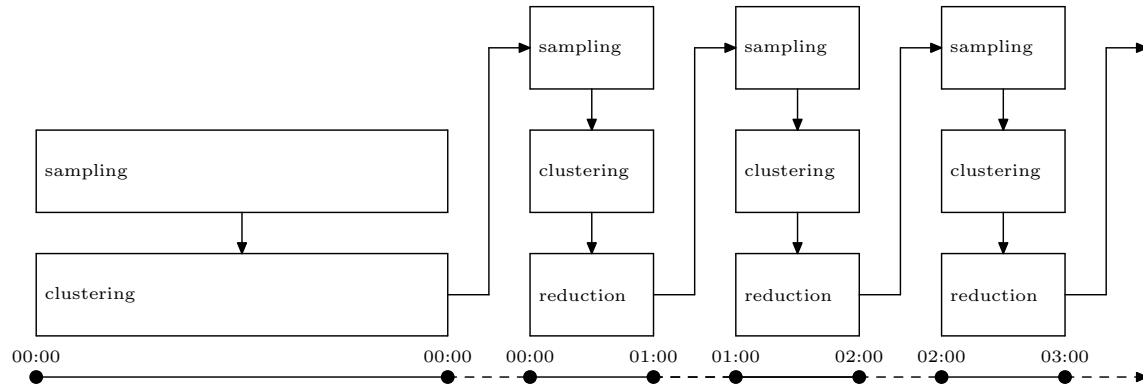 sampling
sampling
sampling
sampling
clustering
clustering
clustering
clustering
reduction
reduction
reduction
00:00
00:00
00:00
01:00
01:00
02:00
02:00
03:00